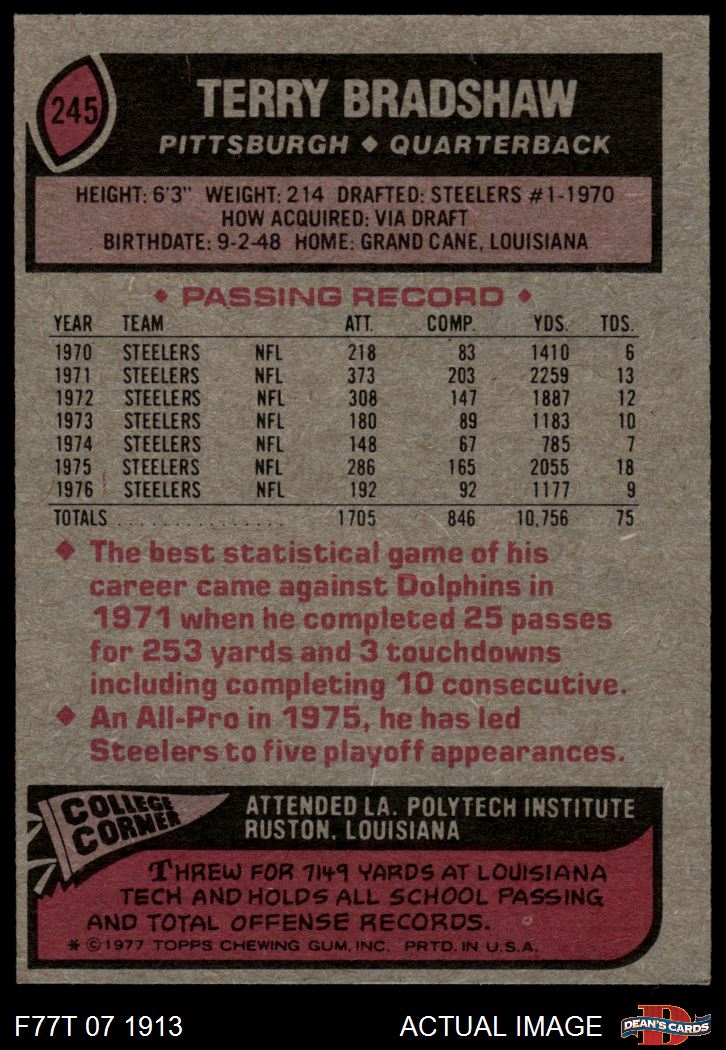 245
TERRY BRADSHAW
PITTSBURGH ◆ QUARTERBACK
HEIGHT: 6'3" WEIGHT: 214 DRAFTED: STEELERS #1-1970
HOW ACQUIRED: VIA DRAFT
BIRTHDATE: 9-2-48 HOME: GRAND CANE, LOUISIANA
◆ PASSING RECORD ◆
YEAR TEAM ATT. COMP. YDS. TDS.
1970 STEELERS NFL 218 83 1410 6
1971 STEELERS NFL 373 203 2259 13
1972 STEELERS NFL 308 147 1887 12
1973 STEELERS NFL 180 89 1183 10
1974 STEELERS NFL 148 67 785 7
1975 STEELERS NFL 286 165 2055 18
1976 STEELERS NFL 192 92 1177 9
TOTALS . . . . . . . . . . . . . . . 1705 846 10,756 75
◆ The best statistical game of his
career came against Dolphins in
1971 when he completed 25 passes
for 253 yards and 3 touchdowns
including completing 10 consecutive.
◆ An All-Pro in 1975, he has led
Steelers to five playoff appearances.
COLLEGE
CORNER
ATTENDED LA. POLYTECH INSTITUTE
RUSTON, LOUISIANA
THREW FOR 7149 YARDS AT LOUISIANA
TECH AND HOLDS ALL SCHOOL PASSING
AND TOTAL OFFENSE RECORDS.
* © 1977 TOPPS CHEWING GUM, INC. PRTD. IN U.S.A.
F77T 07 1913 ACTUAL IMAGE
D
DEAN'S CARDS